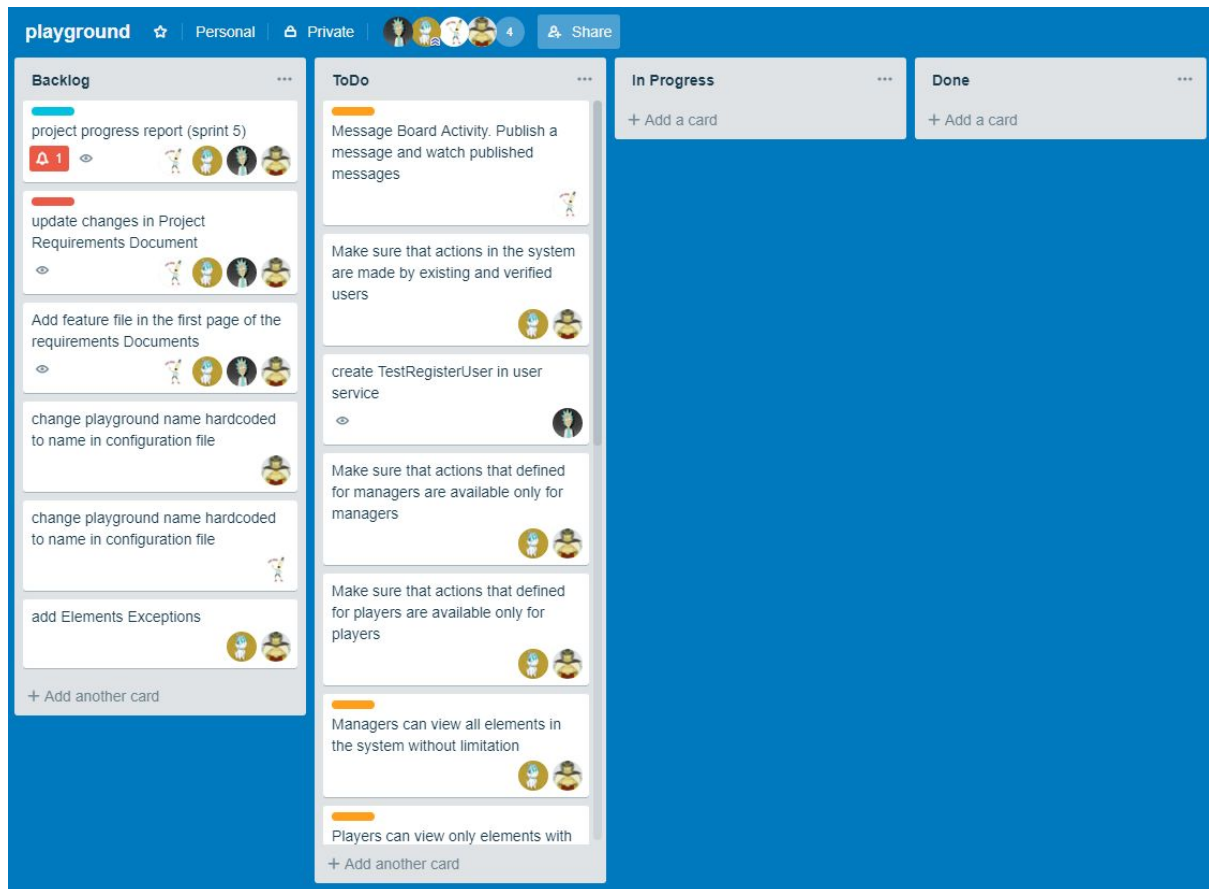 playground
Personal
Private
4
Share
Backlog
project progress report (sprint 5)
1
update changes in Project
Requirements Document
Add feature file in the first page of the
requirements Documents
change playground name hardcoded
to name in configuration file
change playground name hardcoded
to name in configuration file
add Elements Exceptions
+ Add another card
ToDo
Message Board Activity. Publish a
message and watch published
messages
Make sure that actions in the system
are made by existing and verified
users
create TestRegisterUser in user
service
Make sure that actions that defined
for managers are available only for
managers
Make sure that actions that defined
for players are available only for
players
Managers can view all elements in
the system without limitation
Players can view only elements with
+ Add another card
In Progress
+ Add a card
Done
+ Add a card